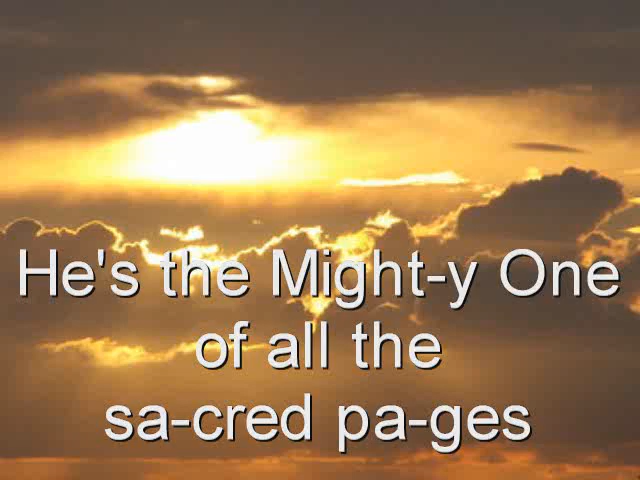 He's the Might-y One
of all the
sa-cred pa-ges